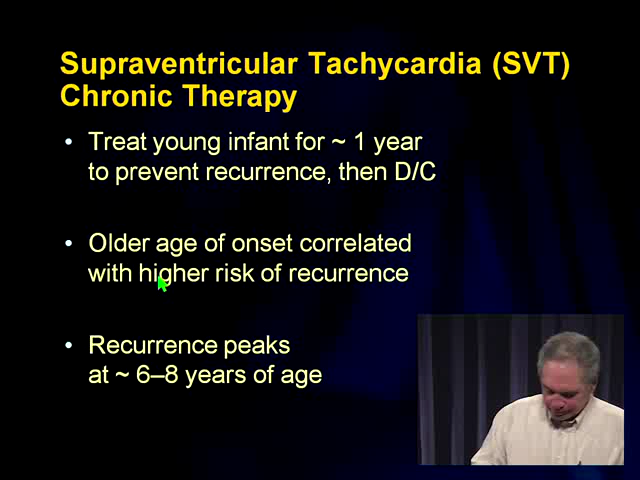 Supraventricular Tachycardia (SVT)
Chronic Therapy
• Treat young infant for ~ 1 year
to prevent recurrence, then D/C
• Older age of onset correlated
with higher risk of recurrence
• Recurrence peaks
at ~ 6–8 years of age